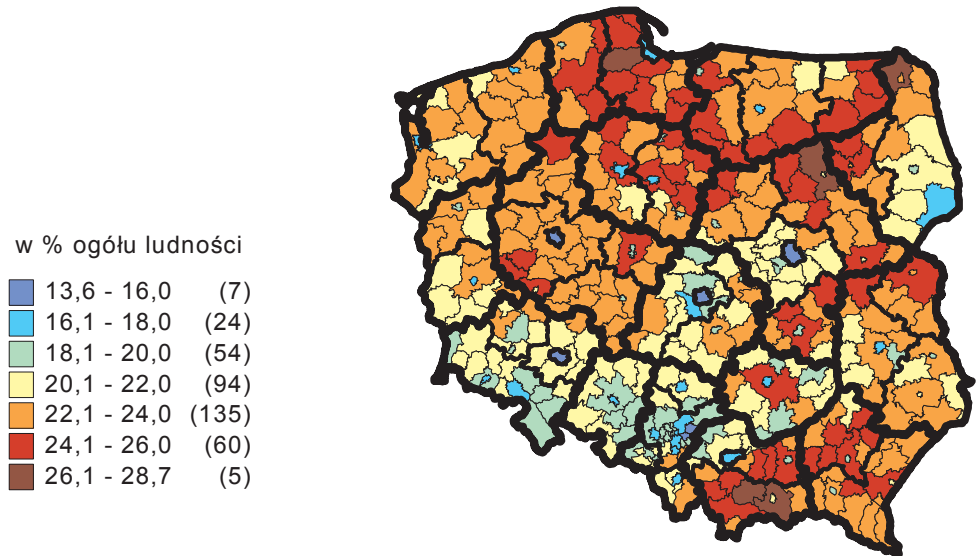 w % ogółu ludności
13,6 - 16,0 (7)
16,1 - 18,0 (24)
18,1 - 20,0 (54)
20,1 - 22,0 (94)
22,1 - 24,0 (135)
24,1 - 26,0 (60)
26,1 - 28,7 (5)